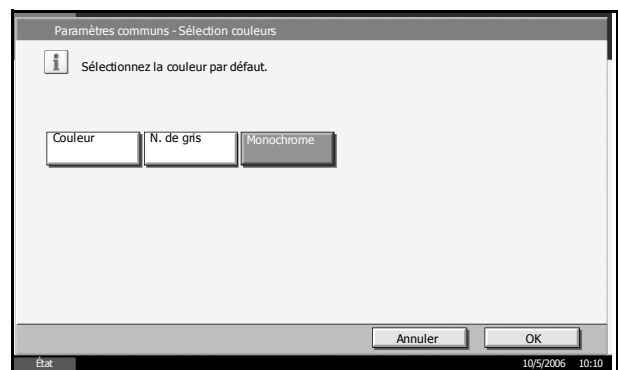 Paramètres communs - Sélection couleurs
Sélectionnez la couleur par défaut.
Couleur N. de gris Monochrome
Annuler OK
État 10/5/2006 10:10